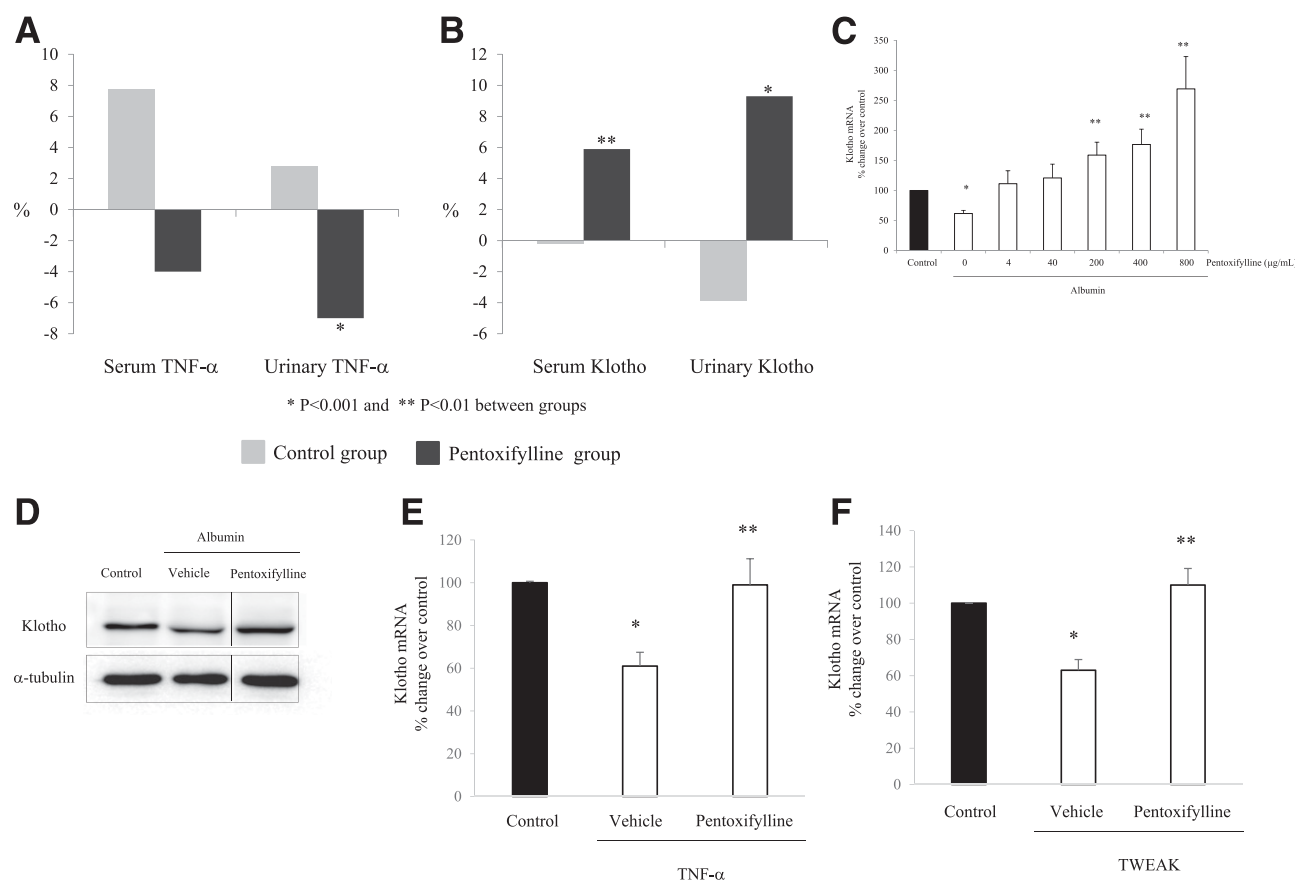 A
%
10
8
6
4
2
0
-2
-4
-6
-8
*
Serum TNF-α
Urinary TNF-α
B
%
12
10
8
6
4
2
0
-2
-4
-6
**
*
Serum Klotho
Urinary Klotho
* P<0.001 and ** P<0.01 between groups
Control group
Pentoxifylline group
C
Klotho mRNA
% change over control
350
300
250
200
150
100
50
0
*
**
**
**
Control
0
4
40
200
400
800
Pentoxifylline (µg/mL
Albumin
D
Albumin
Control
Vehicle
Pentoxifylline
Klotho
α-tubulin
E
Klotho mRNA
% change over control
120
100
80
60
40
20
0
*
**
Control
Vehicle
Pentoxifylline
TNF-α
F
Klotho mRNA
% change over control
140
120
100
80
60
40
20
0
*
**
Control
Vehicle
Pentoxifylline
TWEAK